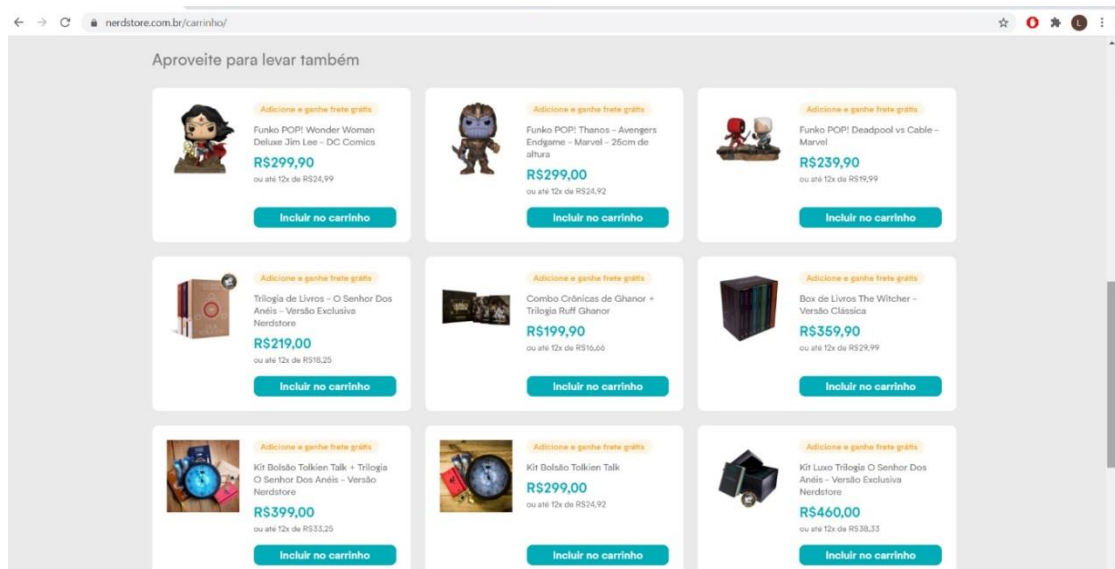 nerdstore.com.br/carrinho/
L
Aproveite para levar também
Adicione e ganhe frete grátis
Funko POP! Wonder Woman
Deluxe Jim Lee - DC Comics
R$299,90
ou até 12x de R$24,99
Incluir no carrinho
Adicione e ganhe frete grátis
Funko POP! Thanos - Avengers
Endgame - Marvel - 25cm de
altura
R$299,00
ou até 12x de R$24,92
Incluir no carrinho
Adicione e ganhe frete grátis
Funko POP! Deadpool vs Cable -
Marvel
R$239,90
ou até 12x de R$19,99
Incluir no carrinho
Adicione e ganhe frete grátis
Trilogia de Livros - O Senhor Dos
Anéis - Versão Exclusiva
Nerdstore
R$219,00
ou até 12x de R$18,25
Incluir no carrinho
Adicione e ganhe frete grátis
Combo Crônicas de Ghanor +
Trilogia Ruff Ghanor
R$199,90
ou até 12x de R$16,66
Incluir no carrinho
Adicione e ganhe frete grátis
Box de Livros The Witcher -
Versão Clássica
R$359,90
ou até 12x de R$29,99
Incluir no carrinho
Adicione e ganhe frete grátis
Kit Bolsão Tolkien Talk + Trilogia
O Senhor Dos Anéis - Versão
Nerdstore
R$399,00
ou até 12x de R$33,25
Incluir no carrinho
Adicione e ganhe frete grátis
Kit Bolsão Tolkien Talk
R$299,00
ou até 12x de R$24,92
Incluir no carrinho
Adicione e ganhe frete grátis
Kit Luxo Trilogia O Senhor Dos
Anéis - Versão Exclusiva
Nerdstore
R$460,00
ou até 12x de R$38,33
Incluir no carrinho